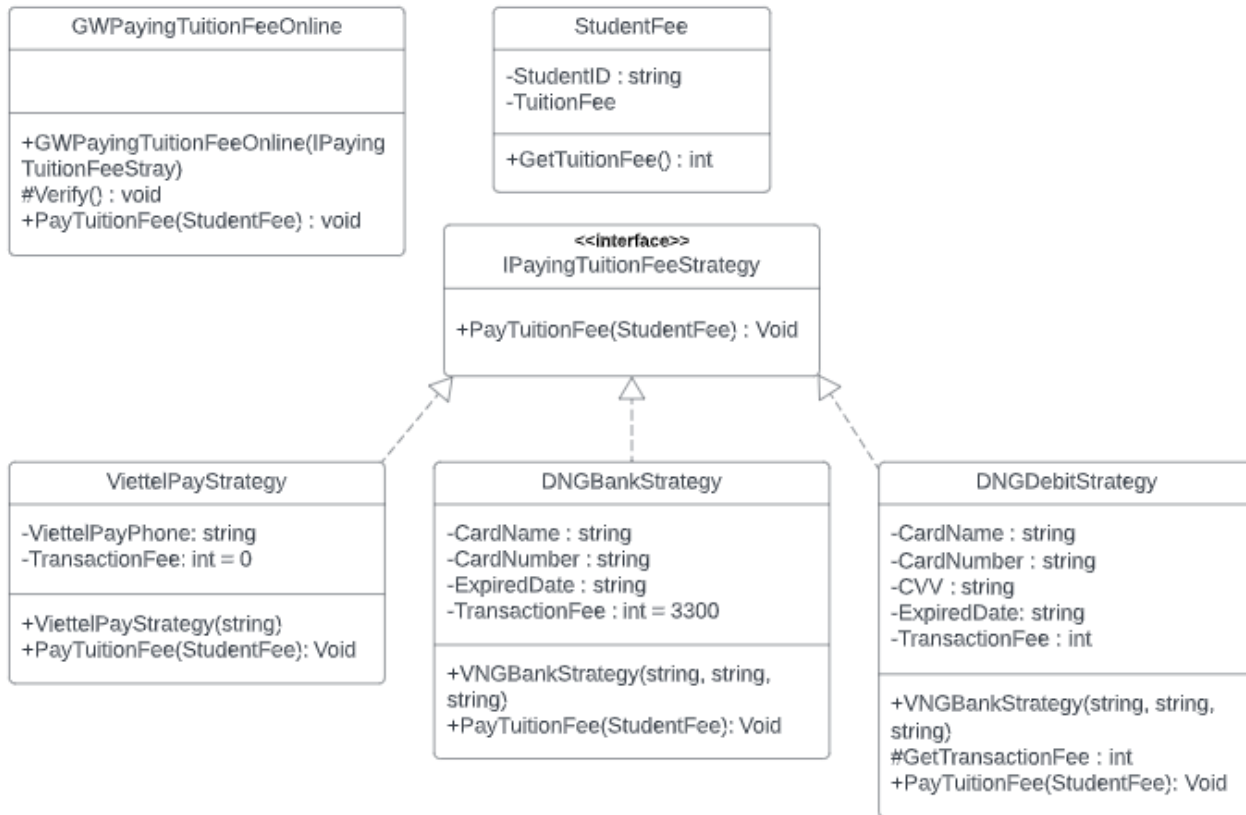 GWPayingTuitionFeeOnline
+GWPayingTuitionFeeOnline(IPaying
TuitionFeeStray)
#Verify() : void
+PayTuitionFee(StudentFee) : void
StudentFee
-StudentID : string
-TuitionFee
+GetTuitionFee() : int
<<interface>>
IPayingTuitionFeeStrategy
+PayTuitionFee(StudentFee) : Void
ViettelPayStrategy
-ViettelPayPhone: string
-TransactionFee: int = 0
+ViettelPayStrategy(string)
+PayTuitionFee(StudentFee): Void
DNGBankStrategy
-CardName : string
-CardNumber : string
-ExpiredDate : string
-TransactionFee : int = 3300
+VNGBankStrategy(string, string,
string)
+PayTuitionFee(StudentFee): Void
DNGDebitStrategy
-CardName : string
-CardNumber : string
-CVV : string
-ExpiredDate: string
-TransactionFee : int
+VNGBankStrategy(string, string,
string)
#GetTransactionFee : int
+PayTuitionFee(StudentFee): Void